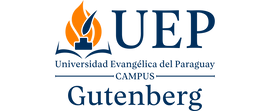 UEP
Universidad Evangélica del Paraguay
CAMPUS
Gutenberg